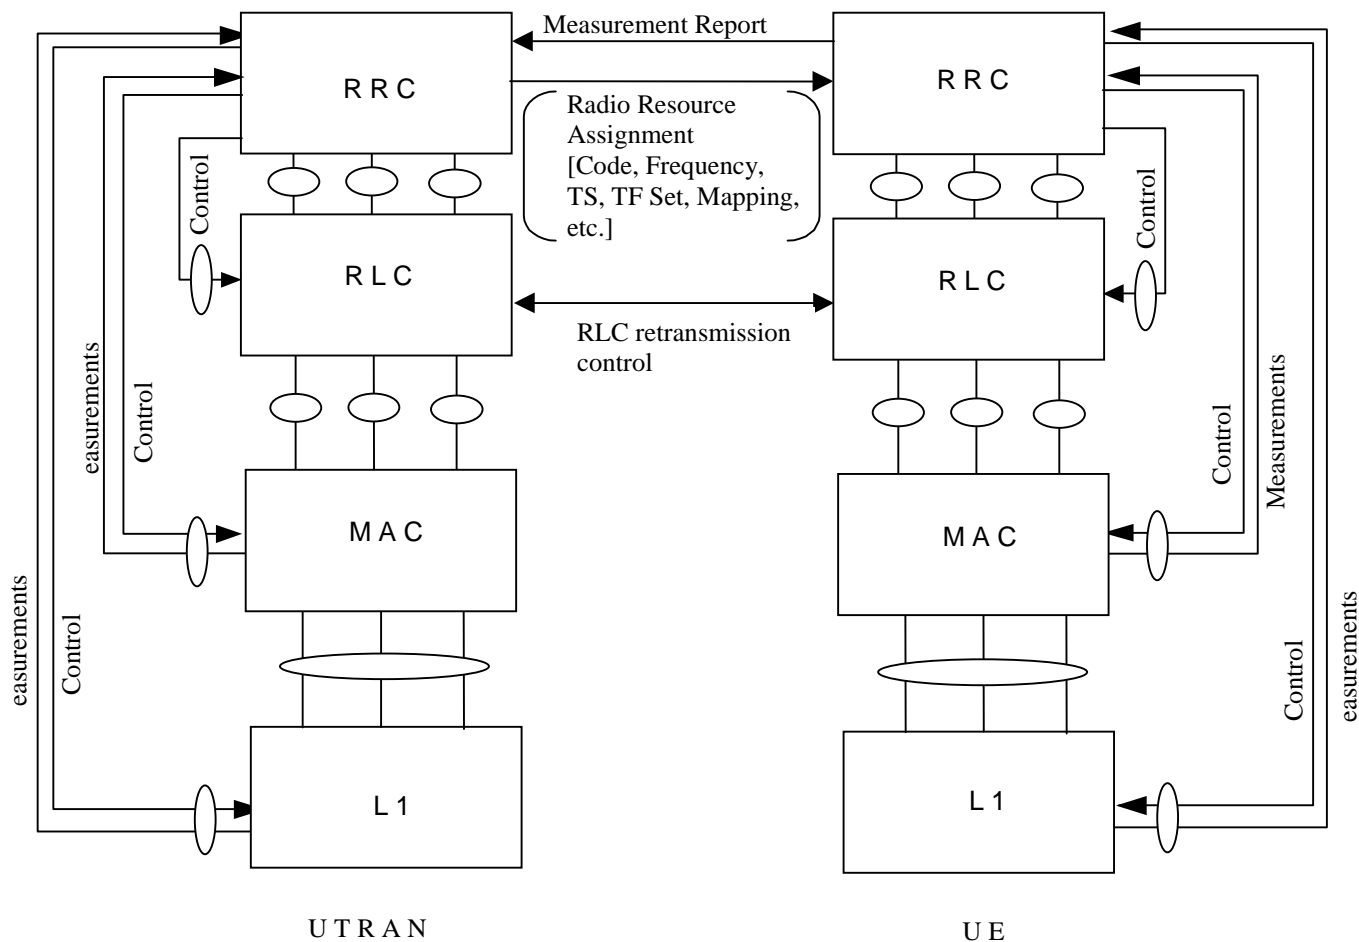 Measurement Report
R R C
R R C
Radio Resource
Assignment
[Code, Frequency,
TS, TF Set, Mapping,
etc.]
Control
Control
R L C
R L C
RLC retransmission
control
easurements
Control
Control
Measurements
M A C
M A C
easurements
Control
Control
easurements
L 1
L 1
U T R A N
U E